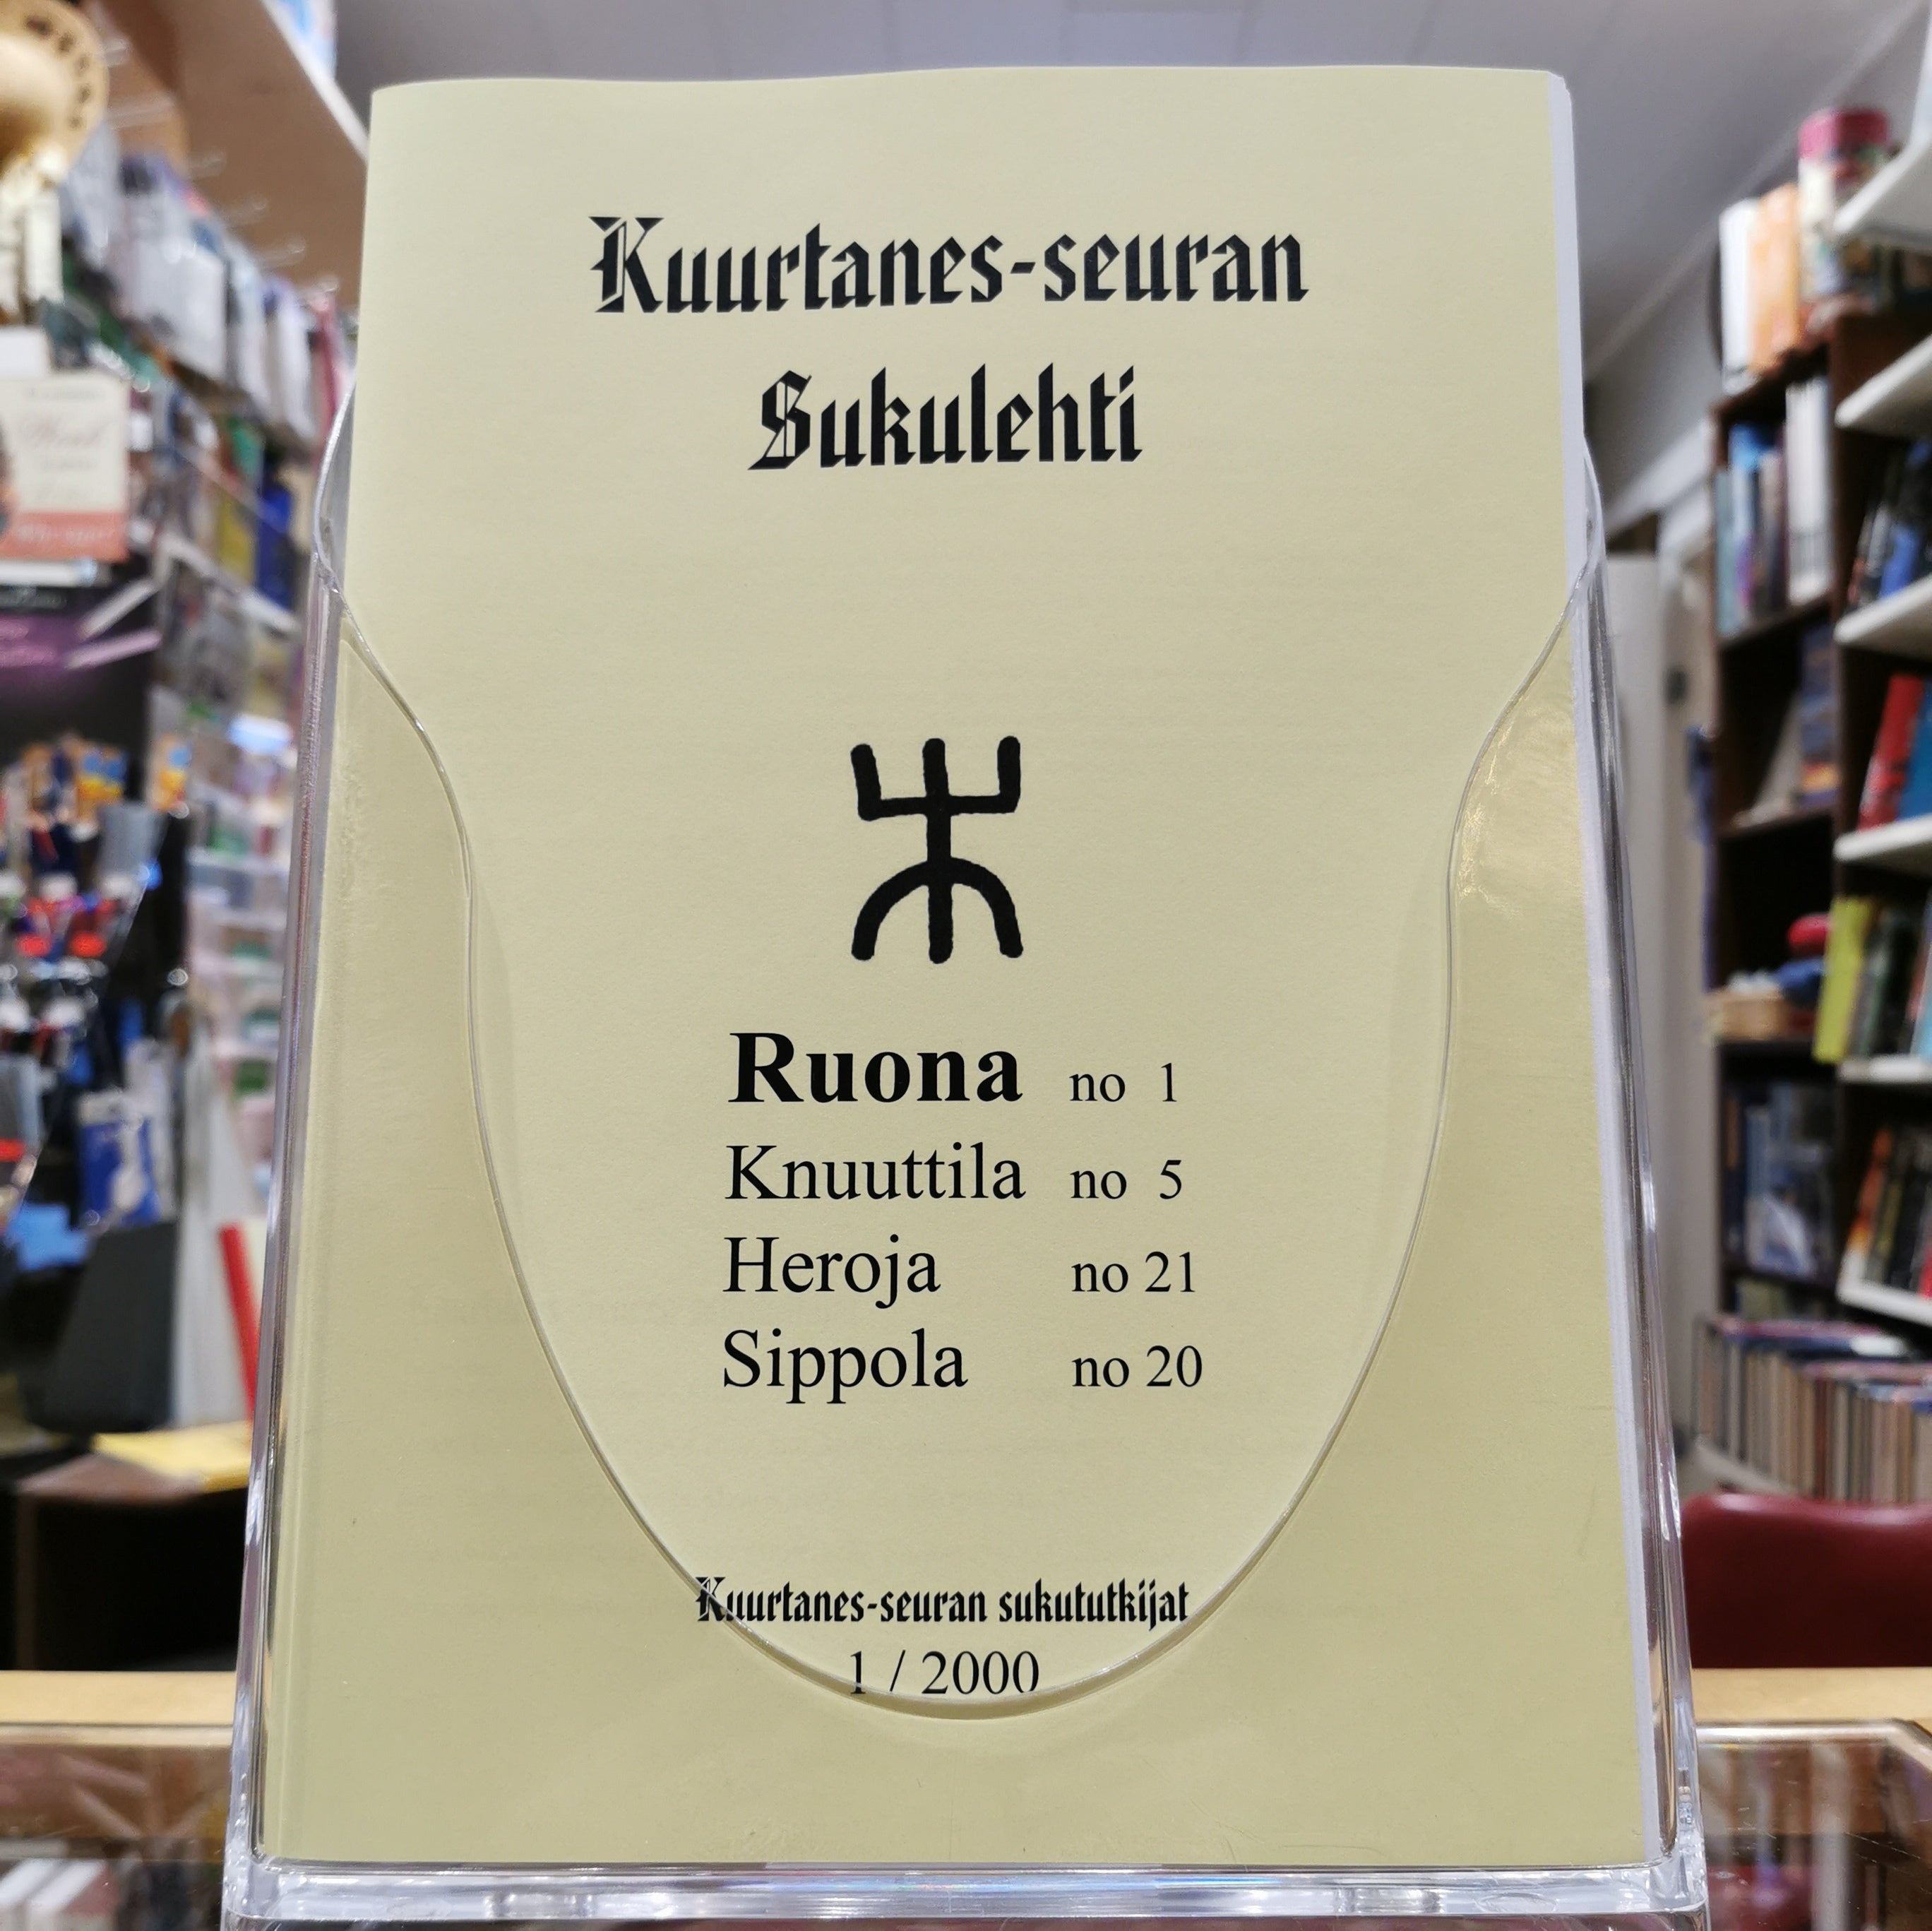 Kuurtanes-seuran
Sukulehti
Ruona no 1
Knuuttila no 5
Heroja no 21
Sippola no 20
Kuurtanes-seuran sukututkijat
1 / 2000